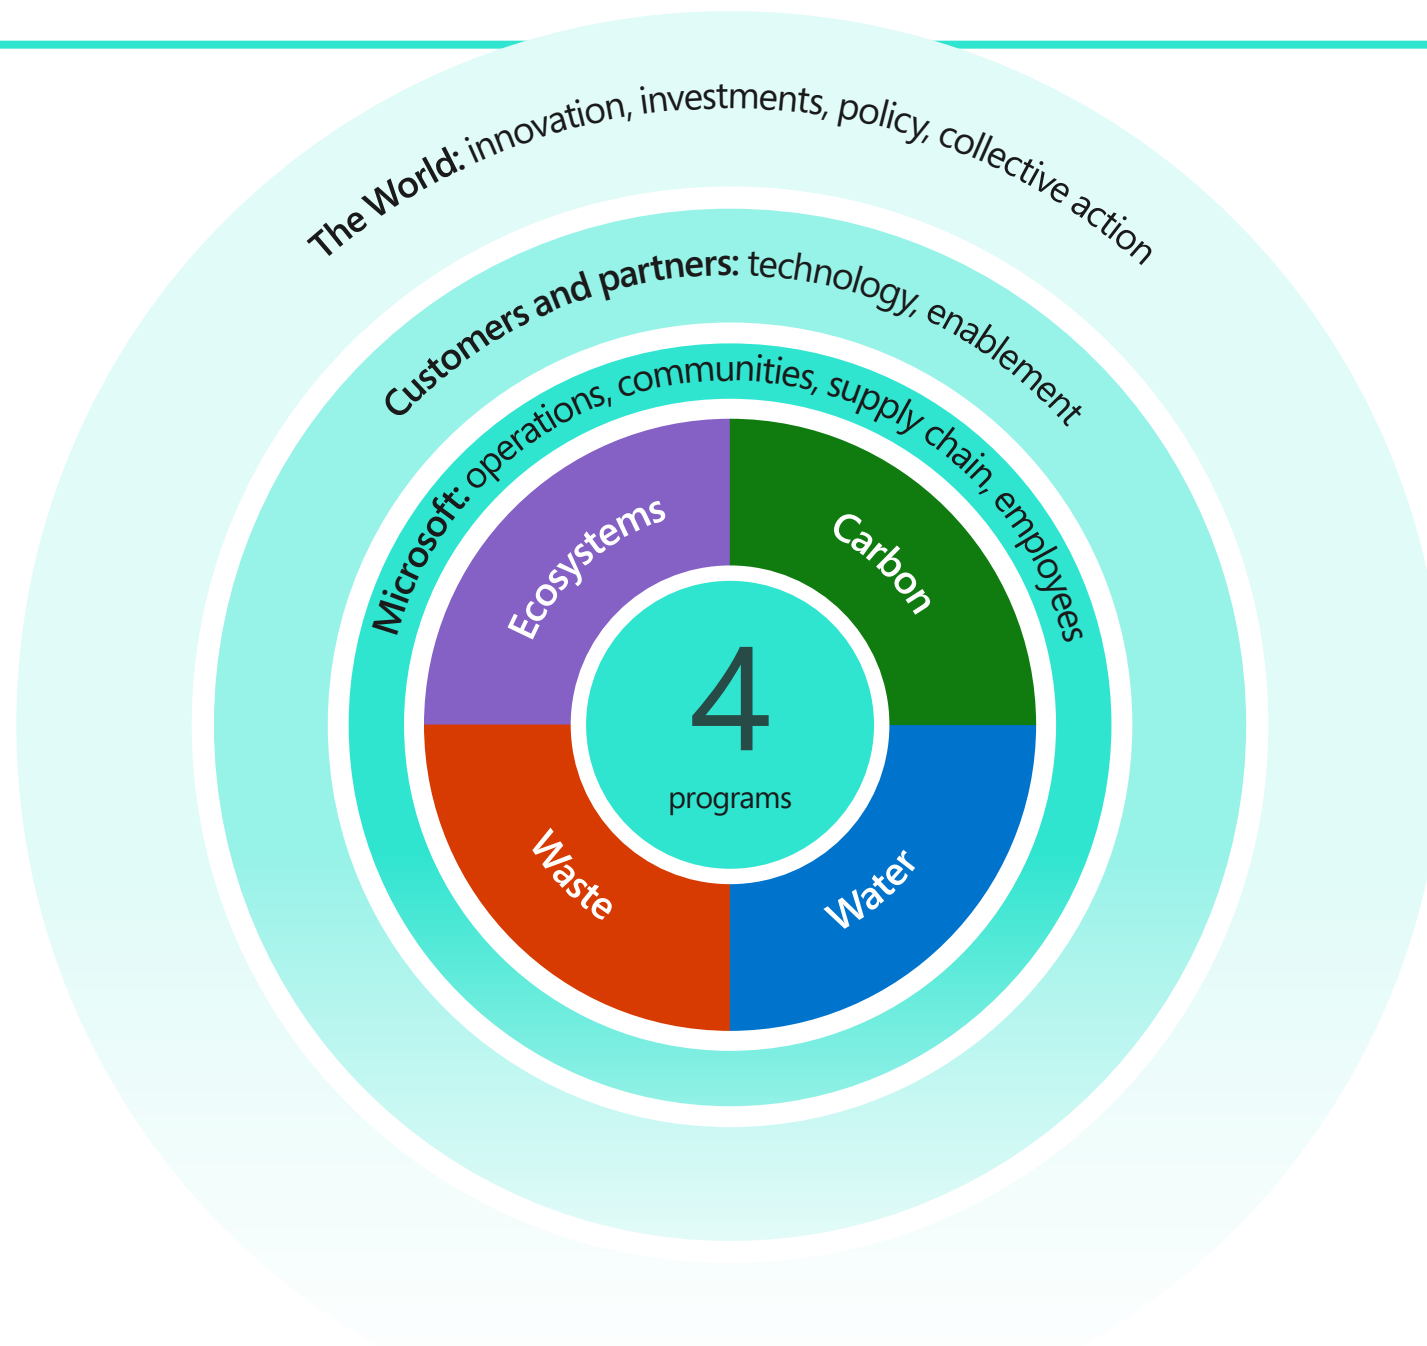 The World: innovation, investments, policy, collective action
Customers and partners: technology, enablement
Microsoft: operations, communities, supply chain, employees
Ecosystems
Carbon
4
programs
Waste
Water